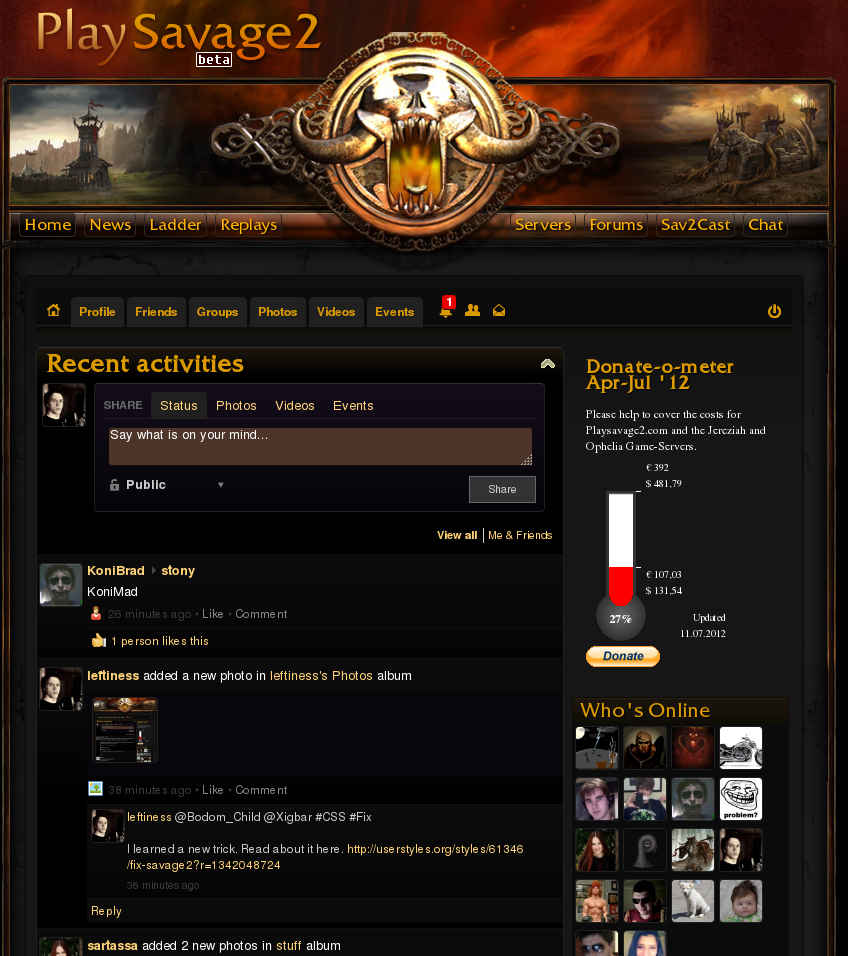 PlaySavage2
beta
Home News Ladder Replays Servers Forums Sav2Cast Chat
Profile Friends Groups Photos Videos Events 1
Recent activities
SHARE Status Photos Videos Events
Say what is on your mind...
Public
Share
View all Me & Friends
KoniBrad stony
KoniMad
26 minutes ago • Like • Comment
1 person likes this
leftiness added a new photo in leftiness's Photos album
38 minutes ago • Like • Comment
leftiness @Bodom_Child @Xigbar #CSS #Fix
I learned a new trick. Read about it here. http://userstyles.org/styles/61346
/fix-savage2?r=1342048724
36 minutes ago
Reply
sartassa added 2 new photos in stuff album
Donate-o-meter
Apr-Jul '12
Please help to cover the costs for
Playsavage2.com and the Jereziah and
Ophelia Game-Servers.
€ 392
$ 481,79
€ 107,03
$ 131,54
27%
Updated
11.07.2012
Donate
Who's Online
problem?